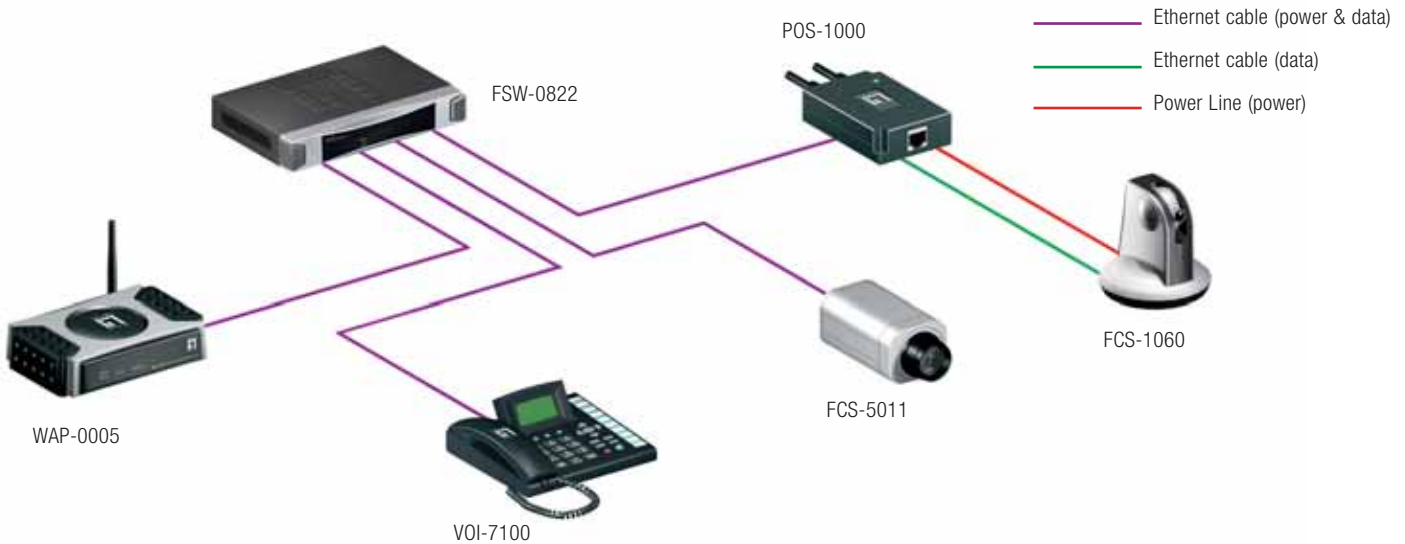 Ethernet cable (power & data)
POS-1000
Ethernet cable (data)
FSW-0822
Power Line (power)
FCS-1060
FCS-5011
WAP-0005
VOI-7100